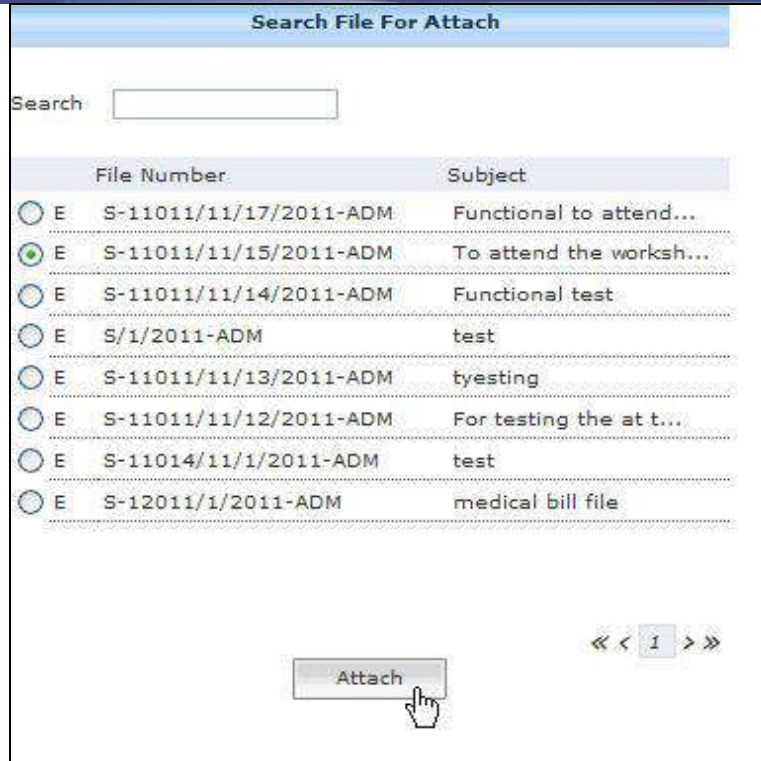 Search File For Attach
Search
File Number Subject
E S-11011/11/17/2011-ADM Functional to attend...
E S-11011/11/15/2011-ADM To attend the worksh...
E S-11011/11/14/2011-ADM Functional test
E S/1/2011-ADM test
E S-11011/11/13/2011-ADM tyesting
E S-11011/11/12/2011-ADM For testing the at t...
E S-11014/11/1/2011-ADM test
E S-12011/1/2011-ADM medical bill file
« < 1 > »
Attach